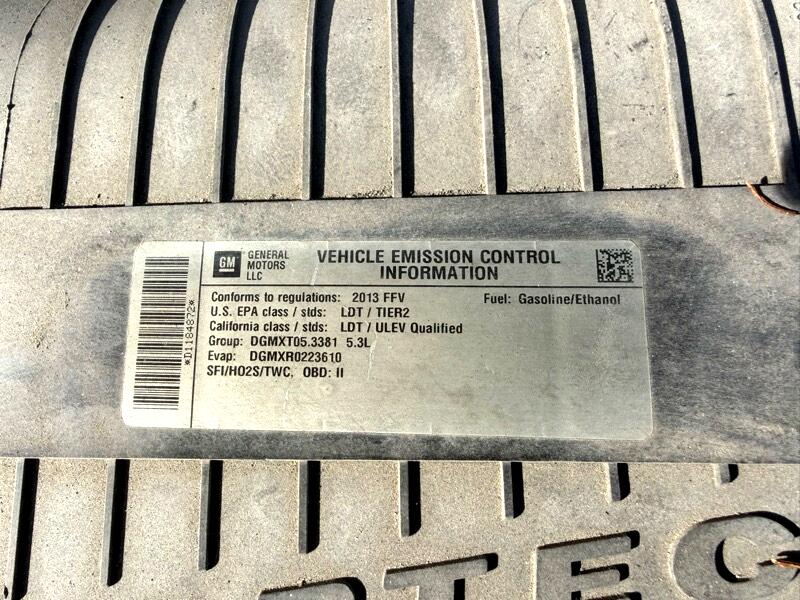 GM
GENERAL
MOTORS
LLC
VEHICLE EMISSION CONTROL
INFORMATION
Conforms to regulations: 2013 FFV
Fuel: Gasoline/Ethanol
U.S. EPA class / stds: LDT / TIER2
California class / stds: LDT / ULEV Qualified
Group: DGMXT05.3381 5.3L
Evap: DGMXR0223610
SFI/HO2S/TWC, OBD: II
*D1184872*